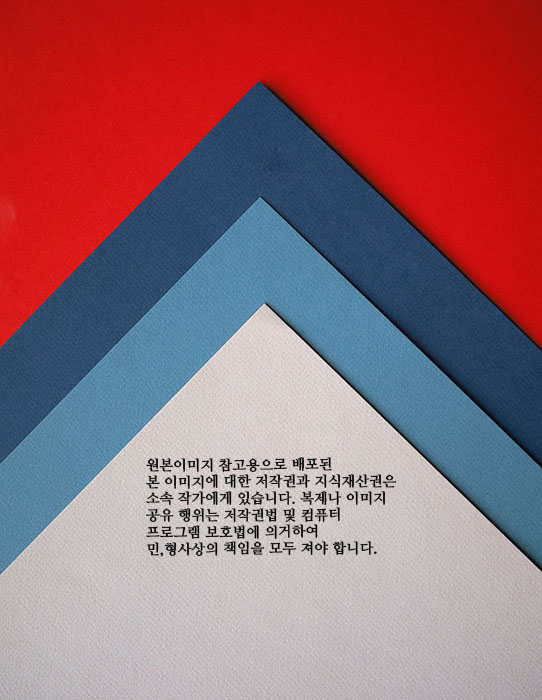 원본이미지 참고용으로 배포된
본 이미지에 대한 저작권과 지식재산권은
소속 작가에게 있습니다. 복제나 이미지
공유 행위는 저작권법 및 컴퓨터
프로그램 보호법에 의거하여
민,형사상의 책임을 모두 져야 합니다.